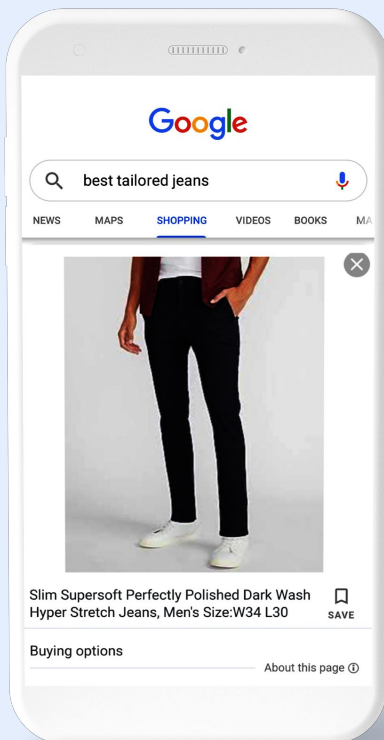 Google
best tailored jeans
NEWS MAPS SHOPPING VIDEOS BOOKS MA
Slim Supersoft Perfectly Polished Dark Wash
Hyper Stretch Jeans, Men's Size:W34 L30
SAVE
Buying options
About this page